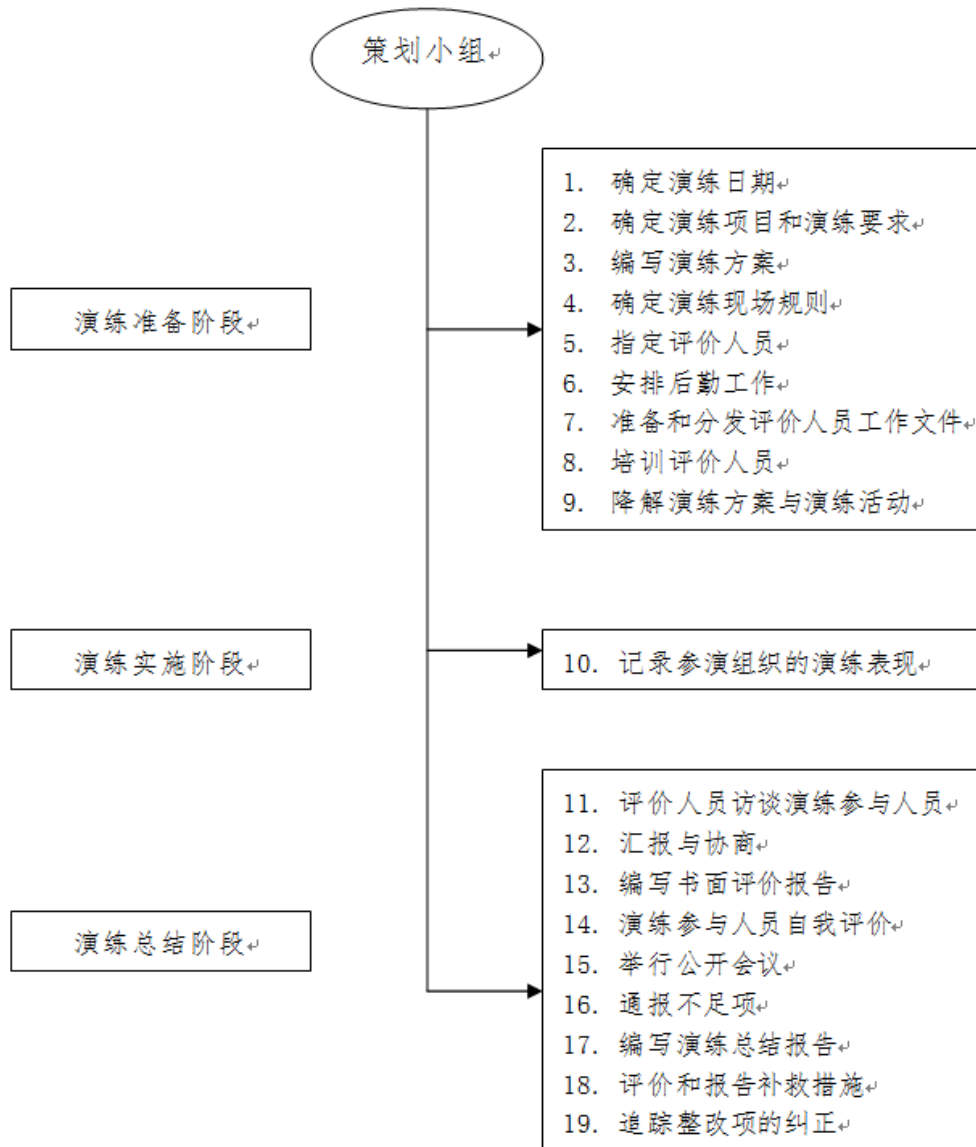 策划小组
演练准备阶段
1. 确定演练日期
2. 确定演练项目和演练要求
3. 编写演练方案
4. 确定演练现场规则
5. 指定评价人员
6. 安排后勤工作
7. 准备和分发评价人员工作文件
8. 培训评价人员
9. 降解演练方案与演练活动
演练实施阶段
10. 记录参演组织的演练表现
演练总结阶段
11. 评价人员访谈演练参与人员
12. 汇报与协商
13. 编写书面评价报告
14. 演练参与人员自我评价
15. 举行公开会议
16. 通报不足项
17. 编写演练总结报告
18. 评价和报告补救措施
19. 追踪整改项的纠正